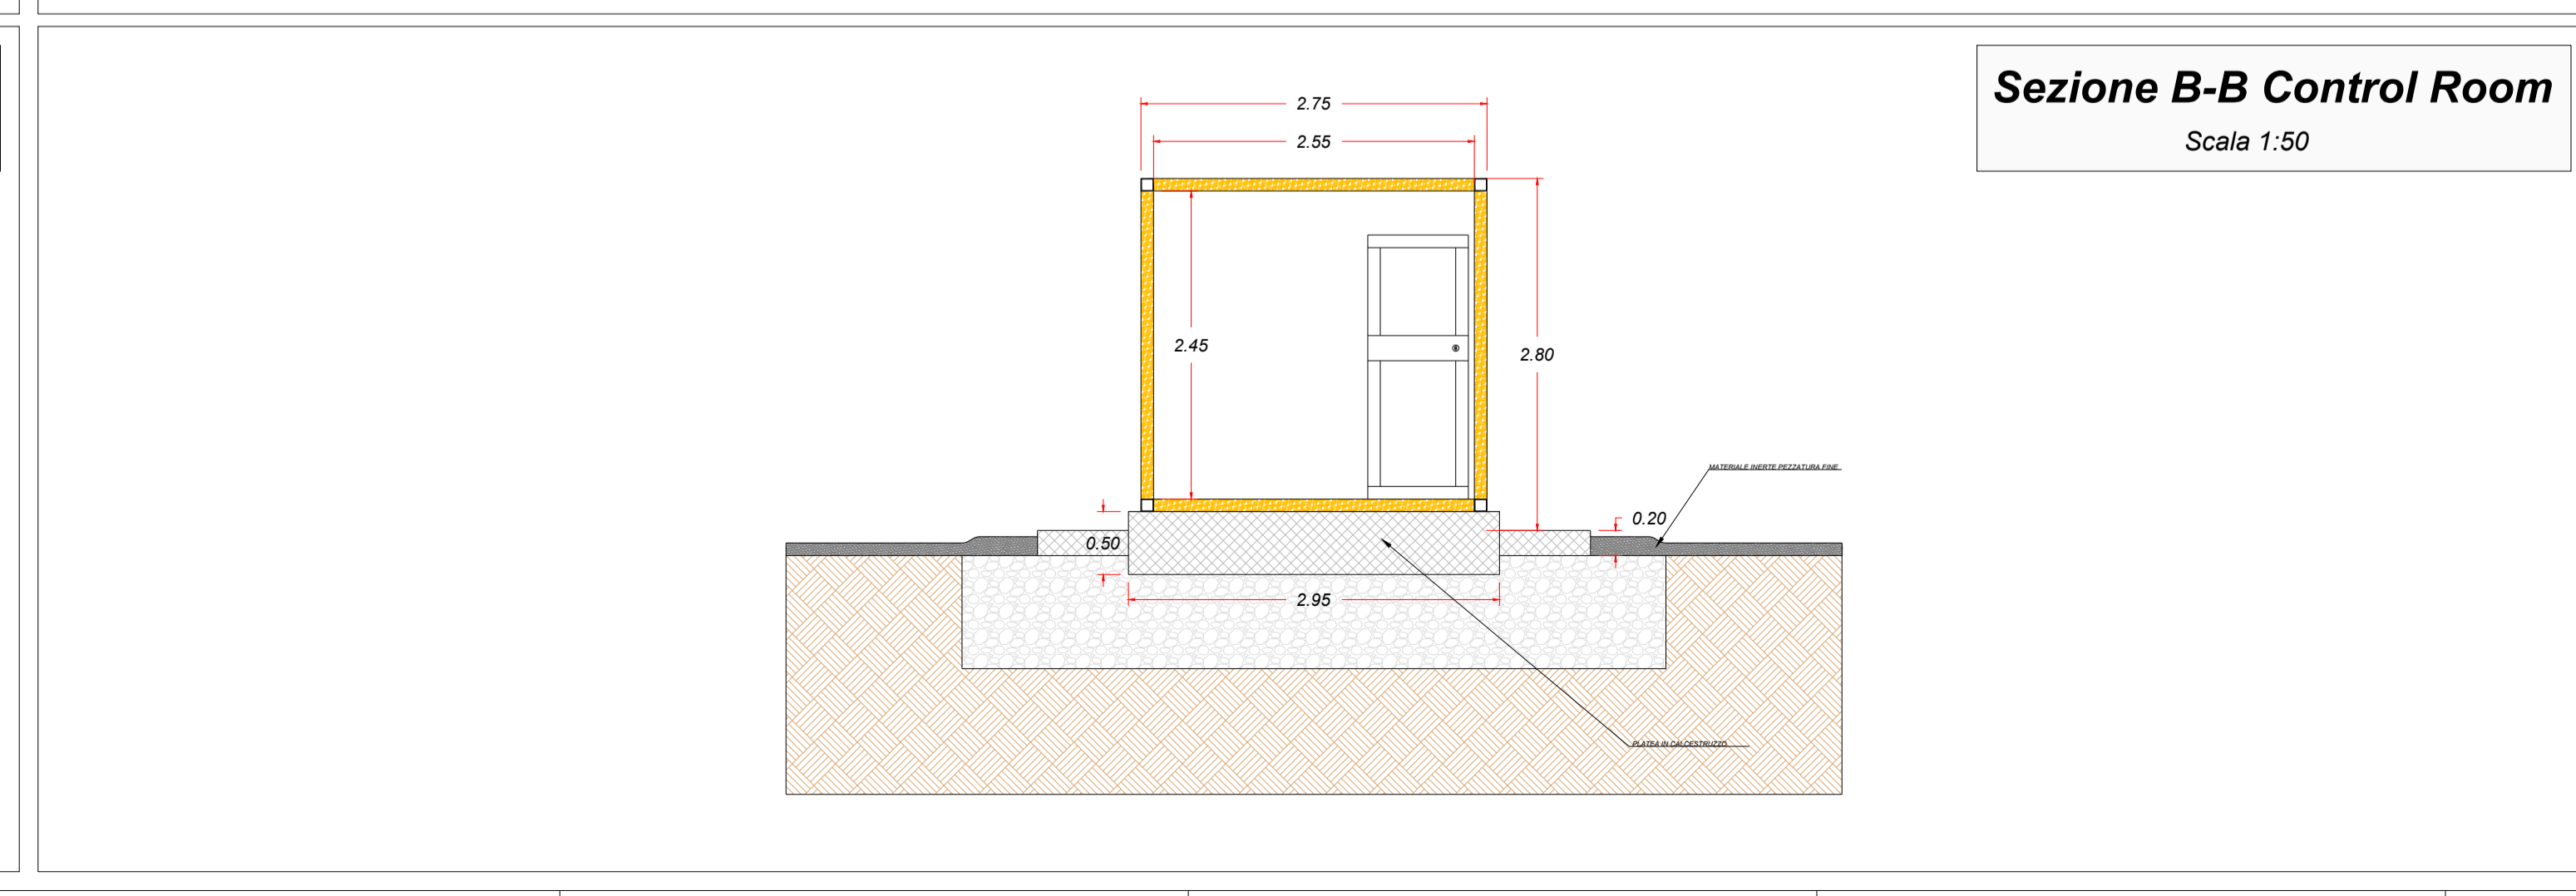 Sezione B-B Control Room
Scala 1:50
2.75
2.55
2.45
2.80
MATERIALE INERTE PEZZATURA FINE
0.20
0.50
2.95
PLATEA IN CALCESTRUZZO